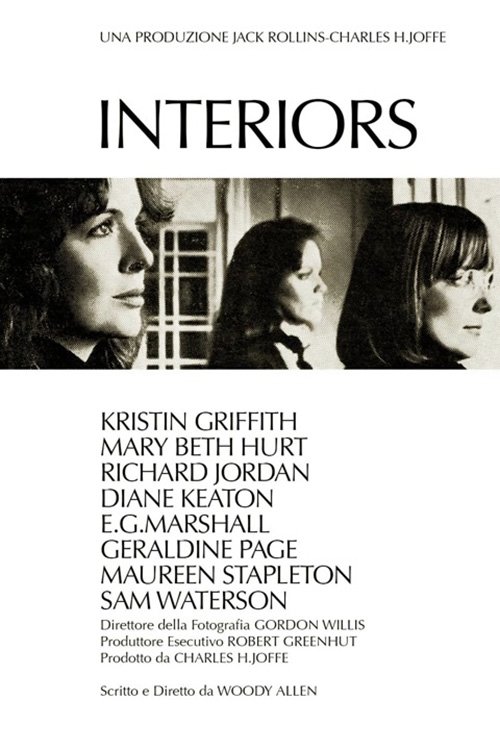 UNA PRODUZIONE JACK ROLLINS-CHARLES H.JOFFE
INTERIORS
KRISTIN GRIFFITH
MARY BETH HURT
RICHARD JORDAN
DIANE KEATON
E.G.MARSHALL
GERALDINE PAGE
MAUREEN STAPLETON
SAM WATERSON
Direttore della Fotografia GORDON WILLIS
Produttore Esecutivo ROBERT GREENHUT
Prodotto da CHARLES H.JOFFE
Scritto e Diretto da WOODY ALLEN